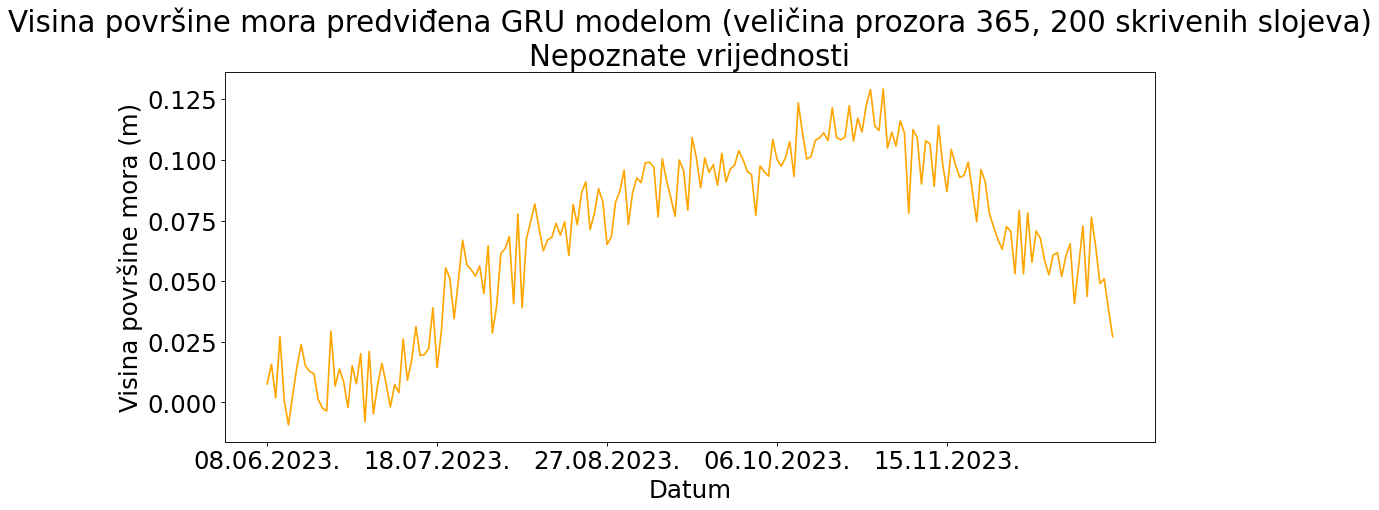 Visina površine mora predviđena GRU modelom (veličina prozora 365, 200 skrivenih slojeva)
Nepoznate vrijednosti
Visina površine mora (m)
0.125
0.100
0.075
0.050
0.025
0.000
08.06.2023. 18.07.2023. 27.08.2023. 06.10.2023. 15.11.2023.
Datum